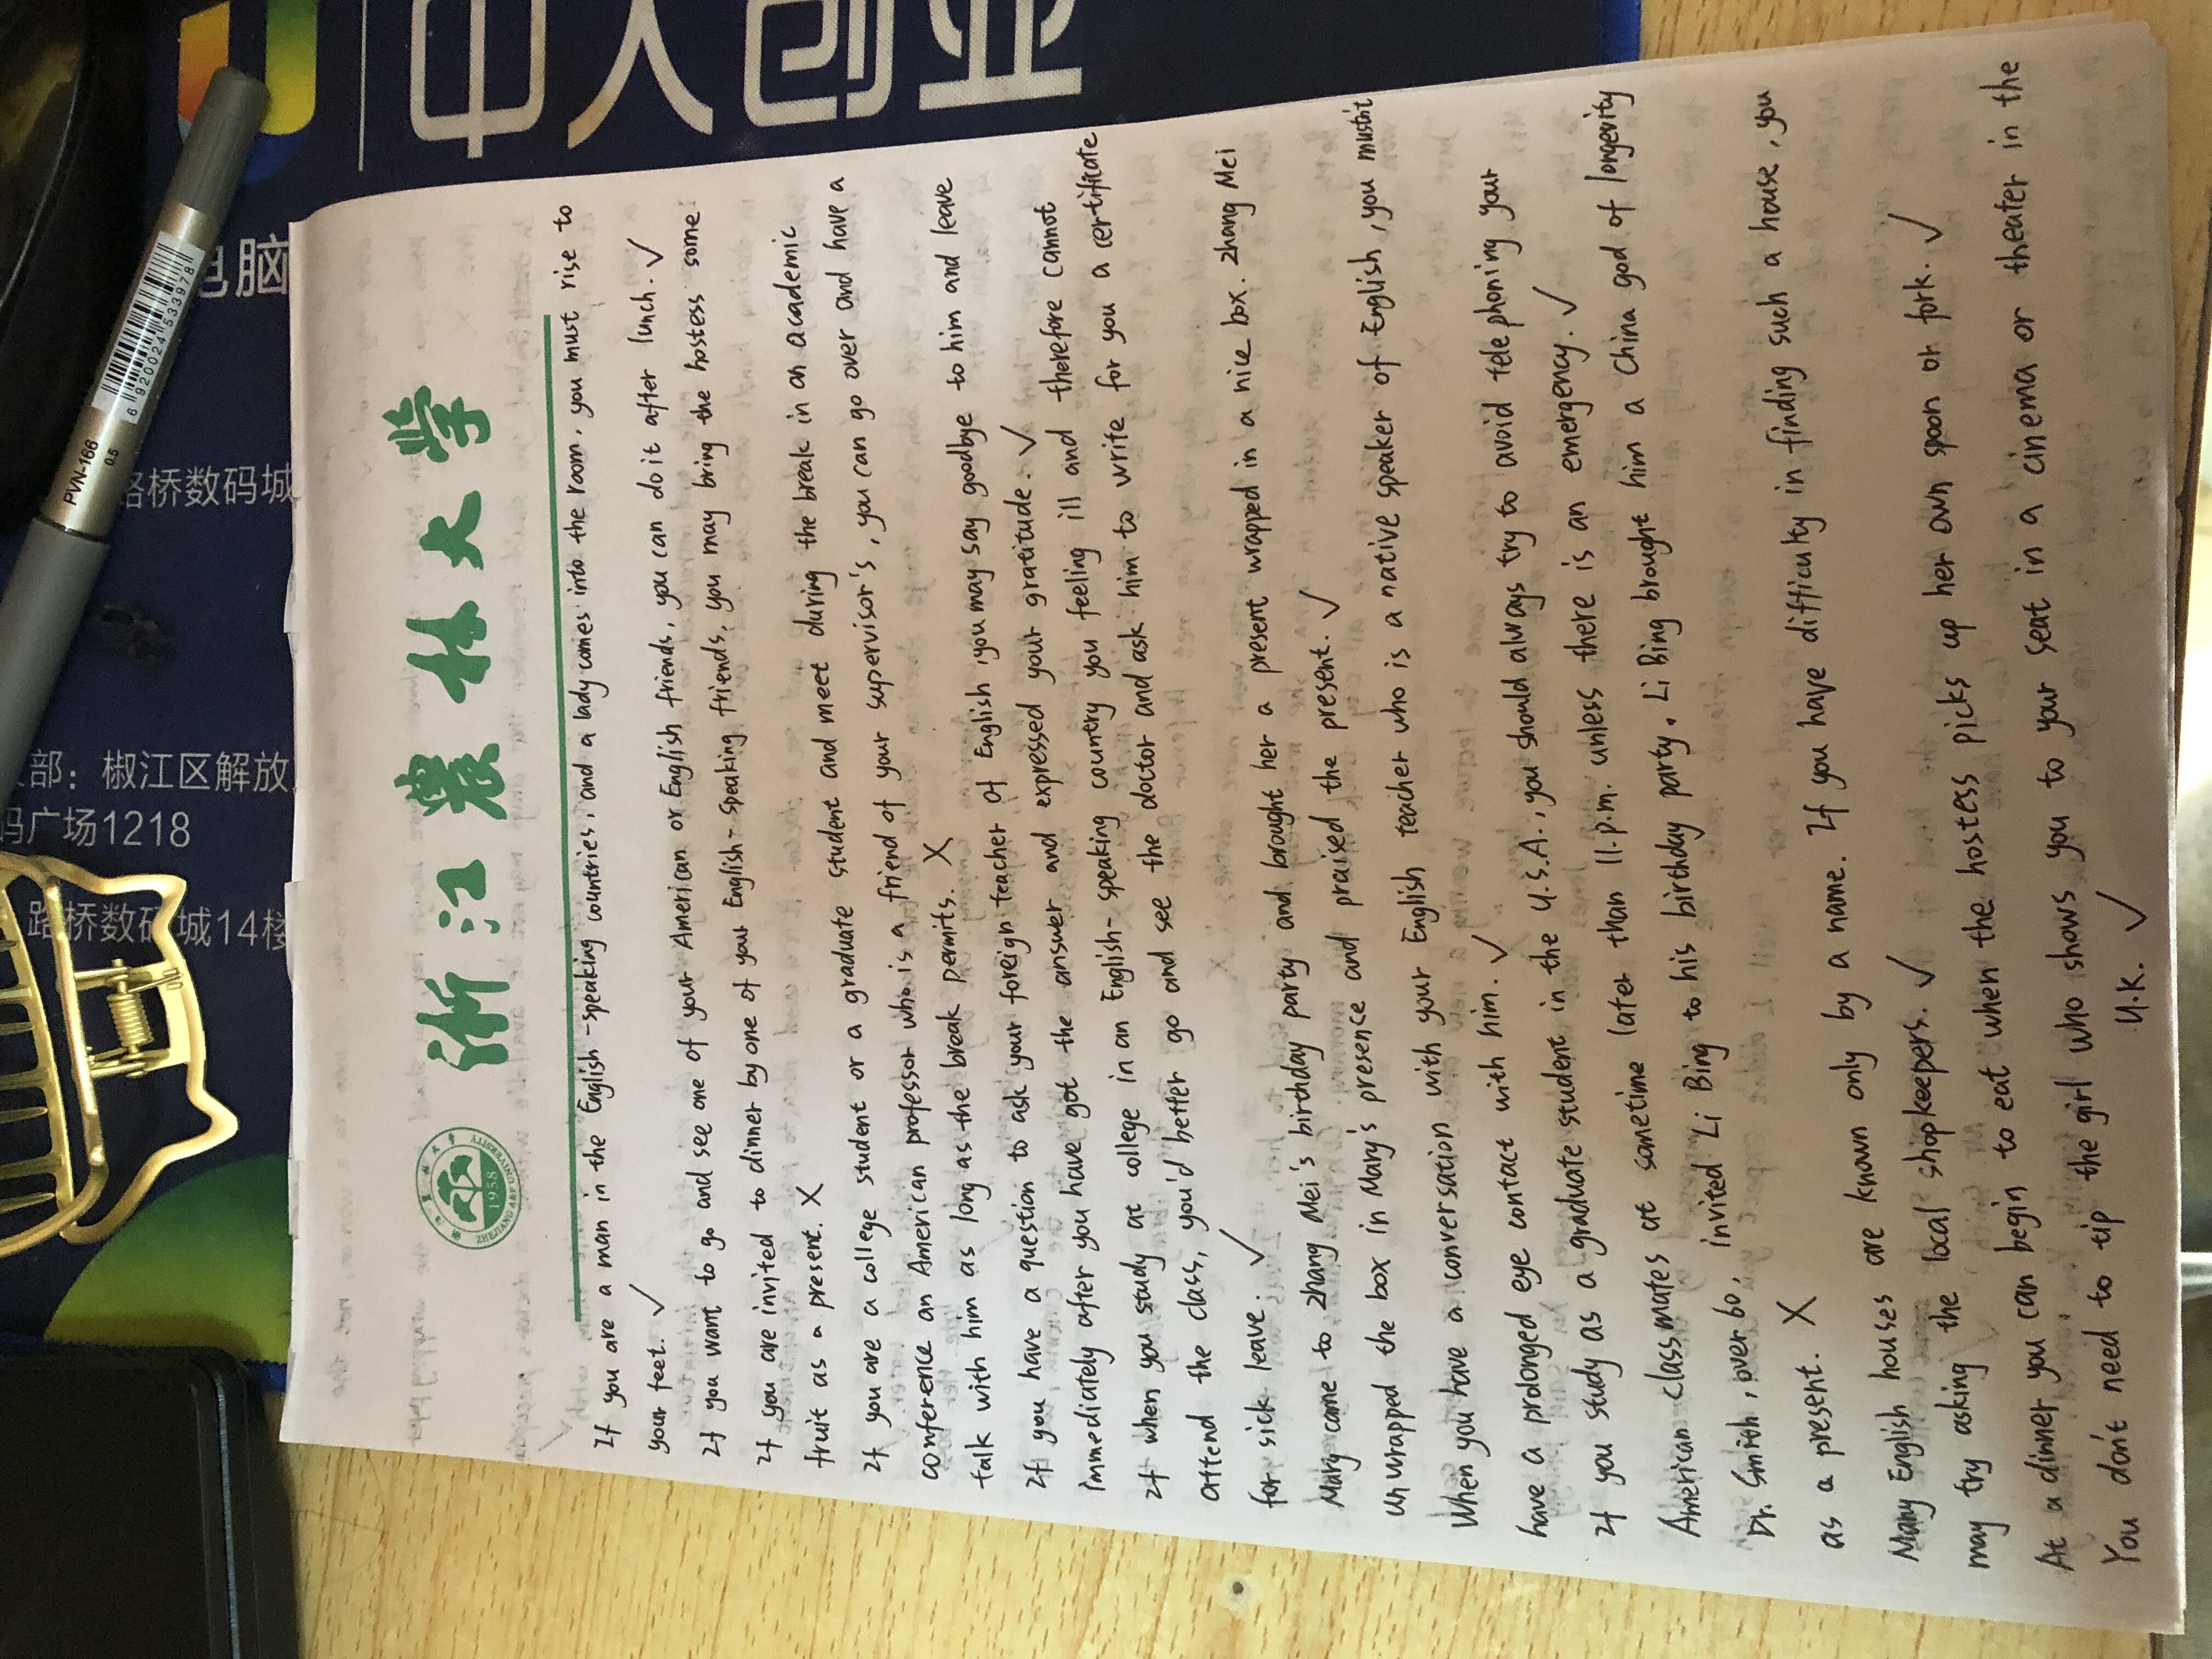 浙江农林大学
1958
ZHEJIANG A&F UNIVERSITY
If you are a man in the English-speaking countries, and a lady comes into the room, you must rise to
your feet. ✓
If you want to go and see one of your American or English friends, you can do it after lunch. ✓
If you are invited to dinner by one of your English-speaking friends, you may bring the hostess some
fruit as a present. X
If you are a college student or a graduate student and meet during the break in an academic
conference an American professor who is a friend of your supervisor's, you can go over and have a
talk with him as long as the break permits. X
If you have a question to ask your foreign teacher of English, you may say goodbye to him and leave
immediately after you have got the answer and expressed your gratitude. ✓
If when you study at college in an English-speaking country you feeling ill and therefore cannot
attend the class, you'd better go and see the doctor and ask him to write for you a certificate
for sick leave. ✓
Mary came to Zhang Mei's birthday party and brought her a present wrapped in a nice box. Zhang Mei
unwrapped the box in Mary's presence and praised the present. ✓
When you have a conversation with your English teacher who is a native speaker of English, you mustn't
have a prolonged eye contact with him. ✓
If you study as a graduate student in the U.S.A., you should always try to avoid telephoning your
American classmates at sometime later than 11.p.m. unless there is an emergency. ✓
Dr. Smith, over 60, invited Li Bing to his birthday party. Li Bing brought him a China god of longevity
as a present. X
Many English houses are known only by a name. If you have difficulty in finding such a house, you
may try asking the local shopkeepers. ✓
At a dinner you can begin to eat when the hostess picks up her own spoon or fork. ✓
You don't need to tip the girl who shows you to your seat in a cinema or theater in the
U.K. ✓
中人创业
电脑
路桥数码城
部：椒江区解放
码广场1218
路桥数码城14楼
PVN-166
0.5
6920024533978